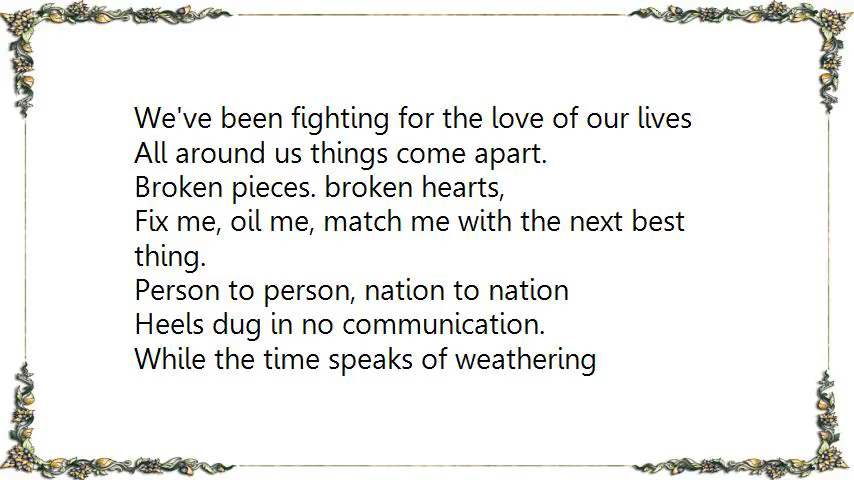 We've been fighting for the love of our lives
All around us things come apart.
Broken pieces. broken hearts,
Fix me, oil me, match me with the next best
thing.
Person to person, nation to nation
Heels dug in no communication.
While the time speaks of weathering